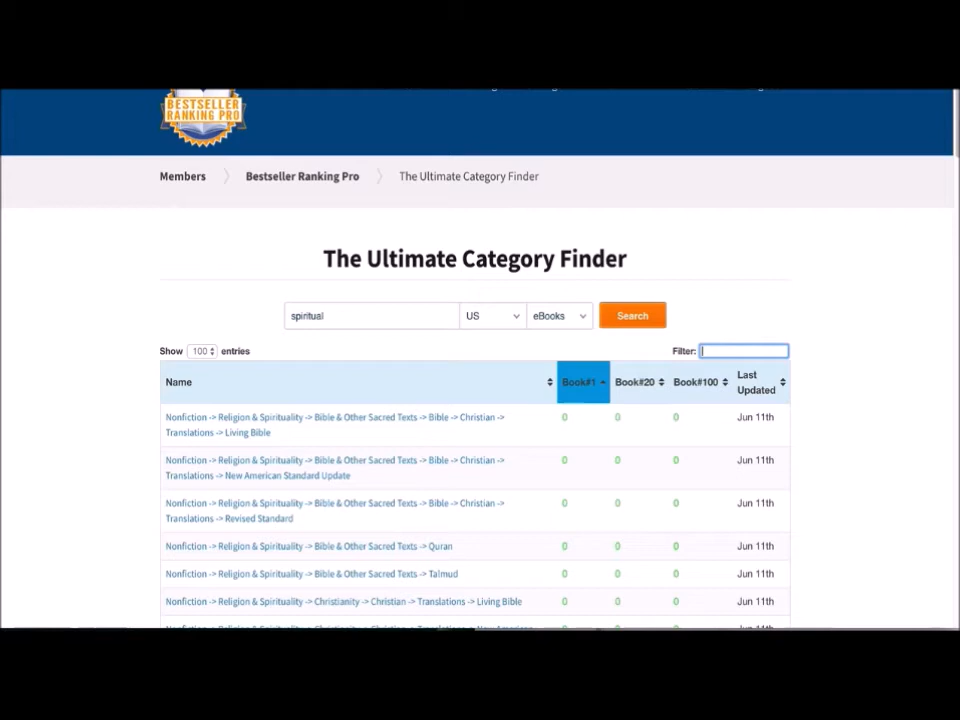 BESTSELLER
RANKING PRO
Members
Bestseller Ranking Pro
The Ultimate Category Finder
The Ultimate Category Finder
spiritual
US
eBooks
Search
Show 100 entries
Filter:
Name
Book#1
Book#20
Book#100
Last
Updated
Nonfiction -> Religion & Spirituality -> Bible & Other Sacred Texts -> Bible -> Christian ->
Translations -> Living Bible
0 0 0 Jun 11th
Nonfiction -> Religion & Spirituality -> Bible & Other Sacred Texts -> Bible -> Christian ->
Translations -> New American Standard Update
0 0 0 Jun 11th
Nonfiction -> Religion & Spirituality -> Bible & Other Sacred Texts -> Bible -> Christian ->
Translations -> Revised Standard
0 0 0 Jun 11th
Nonfiction -> Religion & Spirituality -> Bible & Other Sacred Texts -> Quran
0 0 0 Jun 11th
Nonfiction -> Religion & Spirituality -> Bible & Other Sacred Texts -> Talmud
0 0 0 Jun 11th
Nonfiction -> Religion & Spirituality -> Christianity -> Christian -> Translations -> Living Bible
0 0 0 Jun 11th